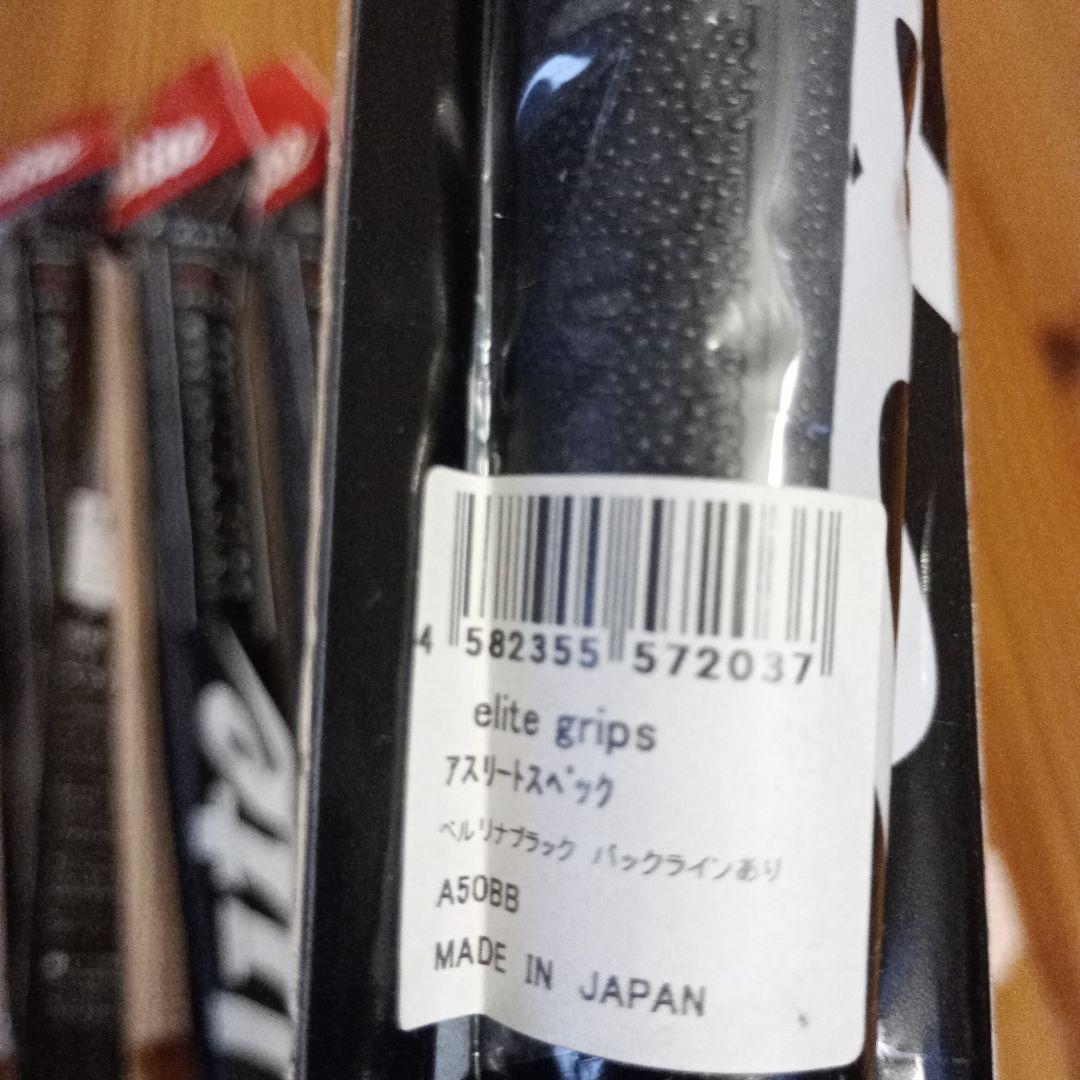 4 582355 572037
elite grips
アスリートスペック
ベルリナブラック バックラインあり
A50BB
MADE IN JAPAN